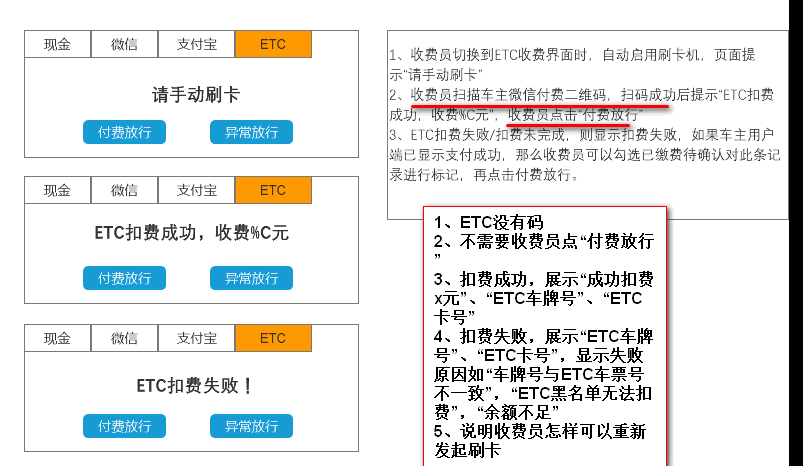 现金 微信 支付宝 ETC
请手动刷卡
付费放行 异常放行
现金 微信 支付宝 ETC
ETC扣费成功，收费%C元
付费放行 异常放行
现金 微信 支付宝 ETC
ETC扣费失败！
付费放行 异常放行
1、收费员切换到ETC收费界面时，自动启用刷卡机，页面提
示“请手动刷卡”
2、收费员扫描车主微信付费二维码，扫码成功后提示“ETC扣费
成功，收费%C元”，收费员点击“付费放行”
3、ETC扣费失败/扣费未完成，则显示扣费失败，如果车主用户
端已显示支付成功，那么收费员可以勾选已缴费待确认对此条记
录进行标记，再点击付费放行。
1、ETC没有码
2、不需要收费员点“付费放行
”
3、扣费成功，展示“成功扣费
x元”、“ETC车牌号”、“ETC
卡号”
4、扣费失败，展示“ETC车牌
号”、“ETC卡号”，显示失败
原因如“车牌号与ETC车票号
不一致”，“ETC黑名单无法扣
费”，“余额不足”
5、说明收费员怎样可以重新
发起刷卡